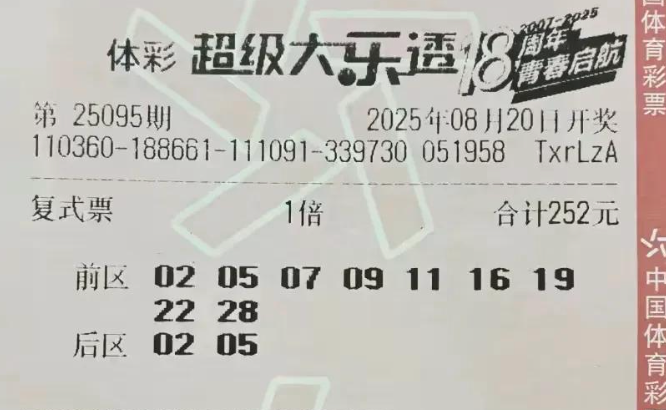 体彩 超级大乐透 18周年 2007-2025 青春启航
第 25095期 2025年08月20日开奖
110360-188661-111091-339730 051958 TxrLzA
复式票 1倍 合计252元
前区 02 05 07 09 11 16 19
22 28
后区 02 05
国体育彩票
中国体育彩